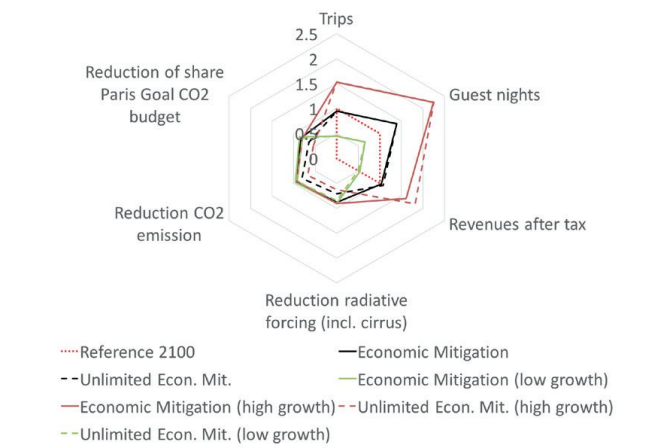 Trips
2.5
2
1.5
1
0.5
0
Reduction of share
Paris Goal CO2
budget
Guest nights
Reduction CO2
emission
Revenues after tax
Reduction radiative
forcing (incl. cirrus)
Reference 2100
Economic Mitigation
Unlimited Econ. Mit.
Economic Mitigation (low growth)
Economic Mitigation (high growth)
Unlimited Econ. Mit. (high growth)
Unlimited Econ. Mit. (low growth)